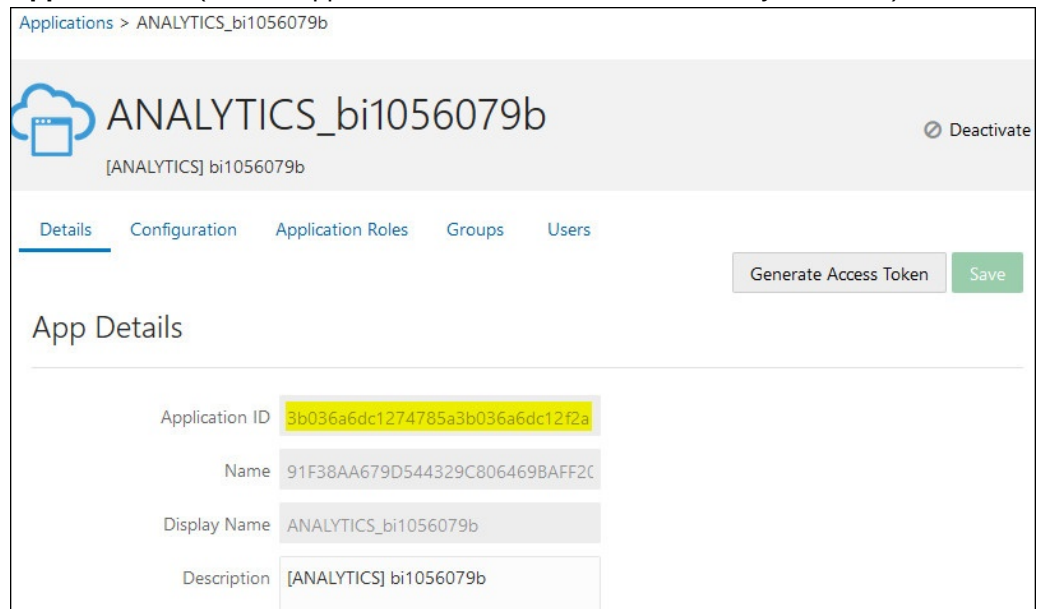 Applications > ANALYTICS_bi1056079b
ANALYTICS_bi1056079b
Deactivate
[ANALYTICS] bi1056079b
Details Configuration Application Roles Groups Users
Generate Access Token Save
App Details
Application ID 3b036a6dc1274785a3b036a6dc12f2a
Name 91F38AA679D544329C806469BAFF2
Display Name ANALYTICS_bi1056079b
Description [ANALYTICS] bi1056079b